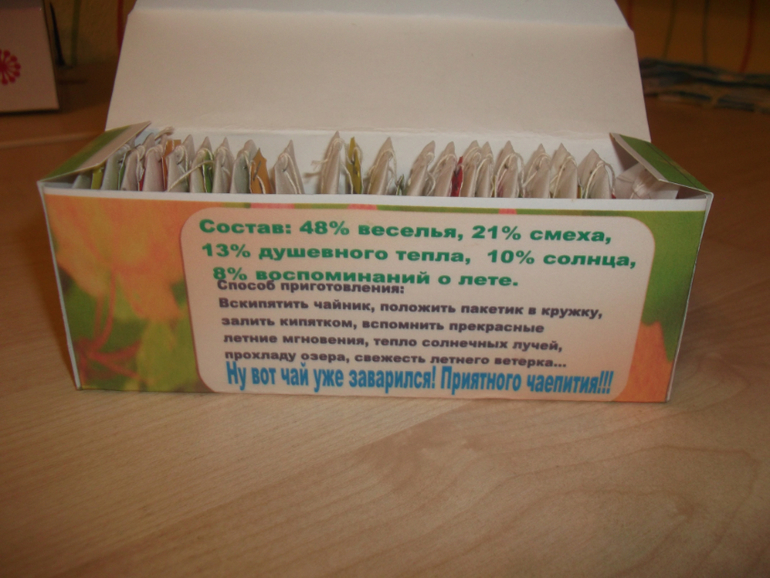 Состав: 48% веселья, 21% смеха,
13% душевного тепла, 10% солнца,
8% воспоминаний о лете.
Способ приготовления:
Вскипятить чайник, положить пакетик в кружку,
залить кипятком, вспомнить прекрасные
летние мгновения, тепло солнечных лучей,
прохладу озера, свежесть летнего ветерка...
Ну вот чай уже заварился! Приятного чаепития!!!